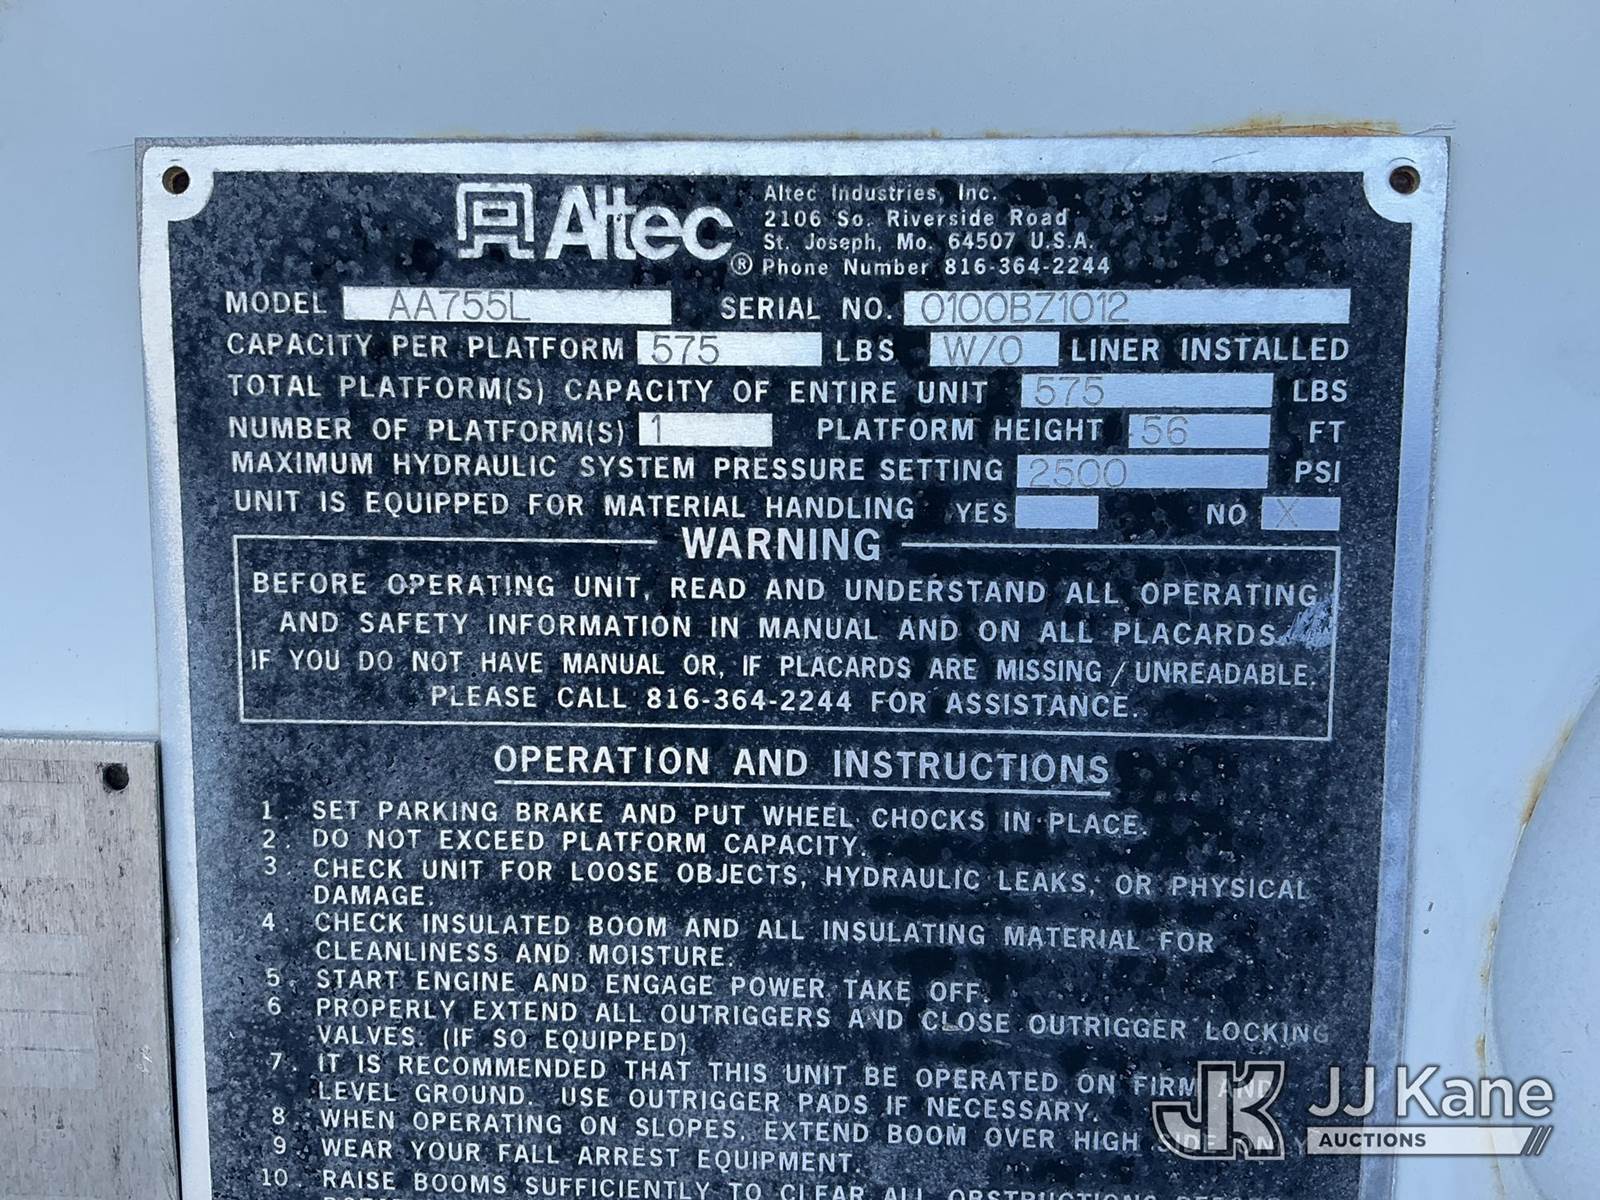 Altec
Altec Industries, Inc.
2106 So. Riverside Road
St. Joseph, Mo. 64507 U.S.A.
® Phone Number 816-364-2244
MODEL AA755L SERIAL NO. 0100BZ1012
CAPACITY PER PLATFORM 575 LBS W/O LINER INSTALLED
TOTAL PLATFORM(S) CAPACITY OF ENTIRE UNIT 575 LBS
NUMBER OF PLATFORM(S) 1 PLATFORM HEIGHT 56 FT
MAXIMUM HYDRAULIC SYSTEM PRESSURE SETTING 2500 PSI
UNIT IS EQUIPPED FOR MATERIAL HANDLING YES NO X
WARNING
BEFORE OPERATING UNIT, READ AND UNDERSTAND ALL OPERATING
AND SAFETY INFORMATION IN MANUAL AND ON ALL PLACARDS.
IF YOU DO NOT HAVE MANUAL OR, IF PLACARDS ARE MISSING/UNREADABLE.
PLEASE CALL 816-364-2244 FOR ASSISTANCE.
OPERATION AND INSTRUCTIONS
1. SET PARKING BRAKE AND PUT WHEEL CHOCKS IN PLACE.
2. DO NOT EXCEED PLATFORM CAPACITY.
3. CHECK UNIT FOR LOOSE OBJECTS, HYDRAULIC LEAKS, OR PHYSICAL
DAMAGE.
4. CHECK INSULATED BOOM AND ALL INSULATING MATERIAL FOR
CLEANLINESS AND MOISTURE.
5. START ENGINE AND ENGAGE POWER TAKE OFF.
6. PROPERLY EXTEND ALL OUTRIGGERS AND CLOSE OUTRIGGER LOCKING
VALVES. (IF SO EQUIPPED)
7. IT IS RECOMMENDED THAT THIS UNIT BE OPERATED ON FIRM AND
LEVEL GROUND. USE OUTRIGGER PADS IF NECESSARY.
8. WHEN OPERATING ON SLOPES, EXTEND BOOM OVER HIGH SIDE ONLY
9. WEAR YOUR FALL ARREST EQUIPMENT.
10. RAISE BOOMS SUFFICIENTLY TO CLEAR ALL OBSTRUCTIONS BEFORE
JK JJ Kane
AUCTIONS